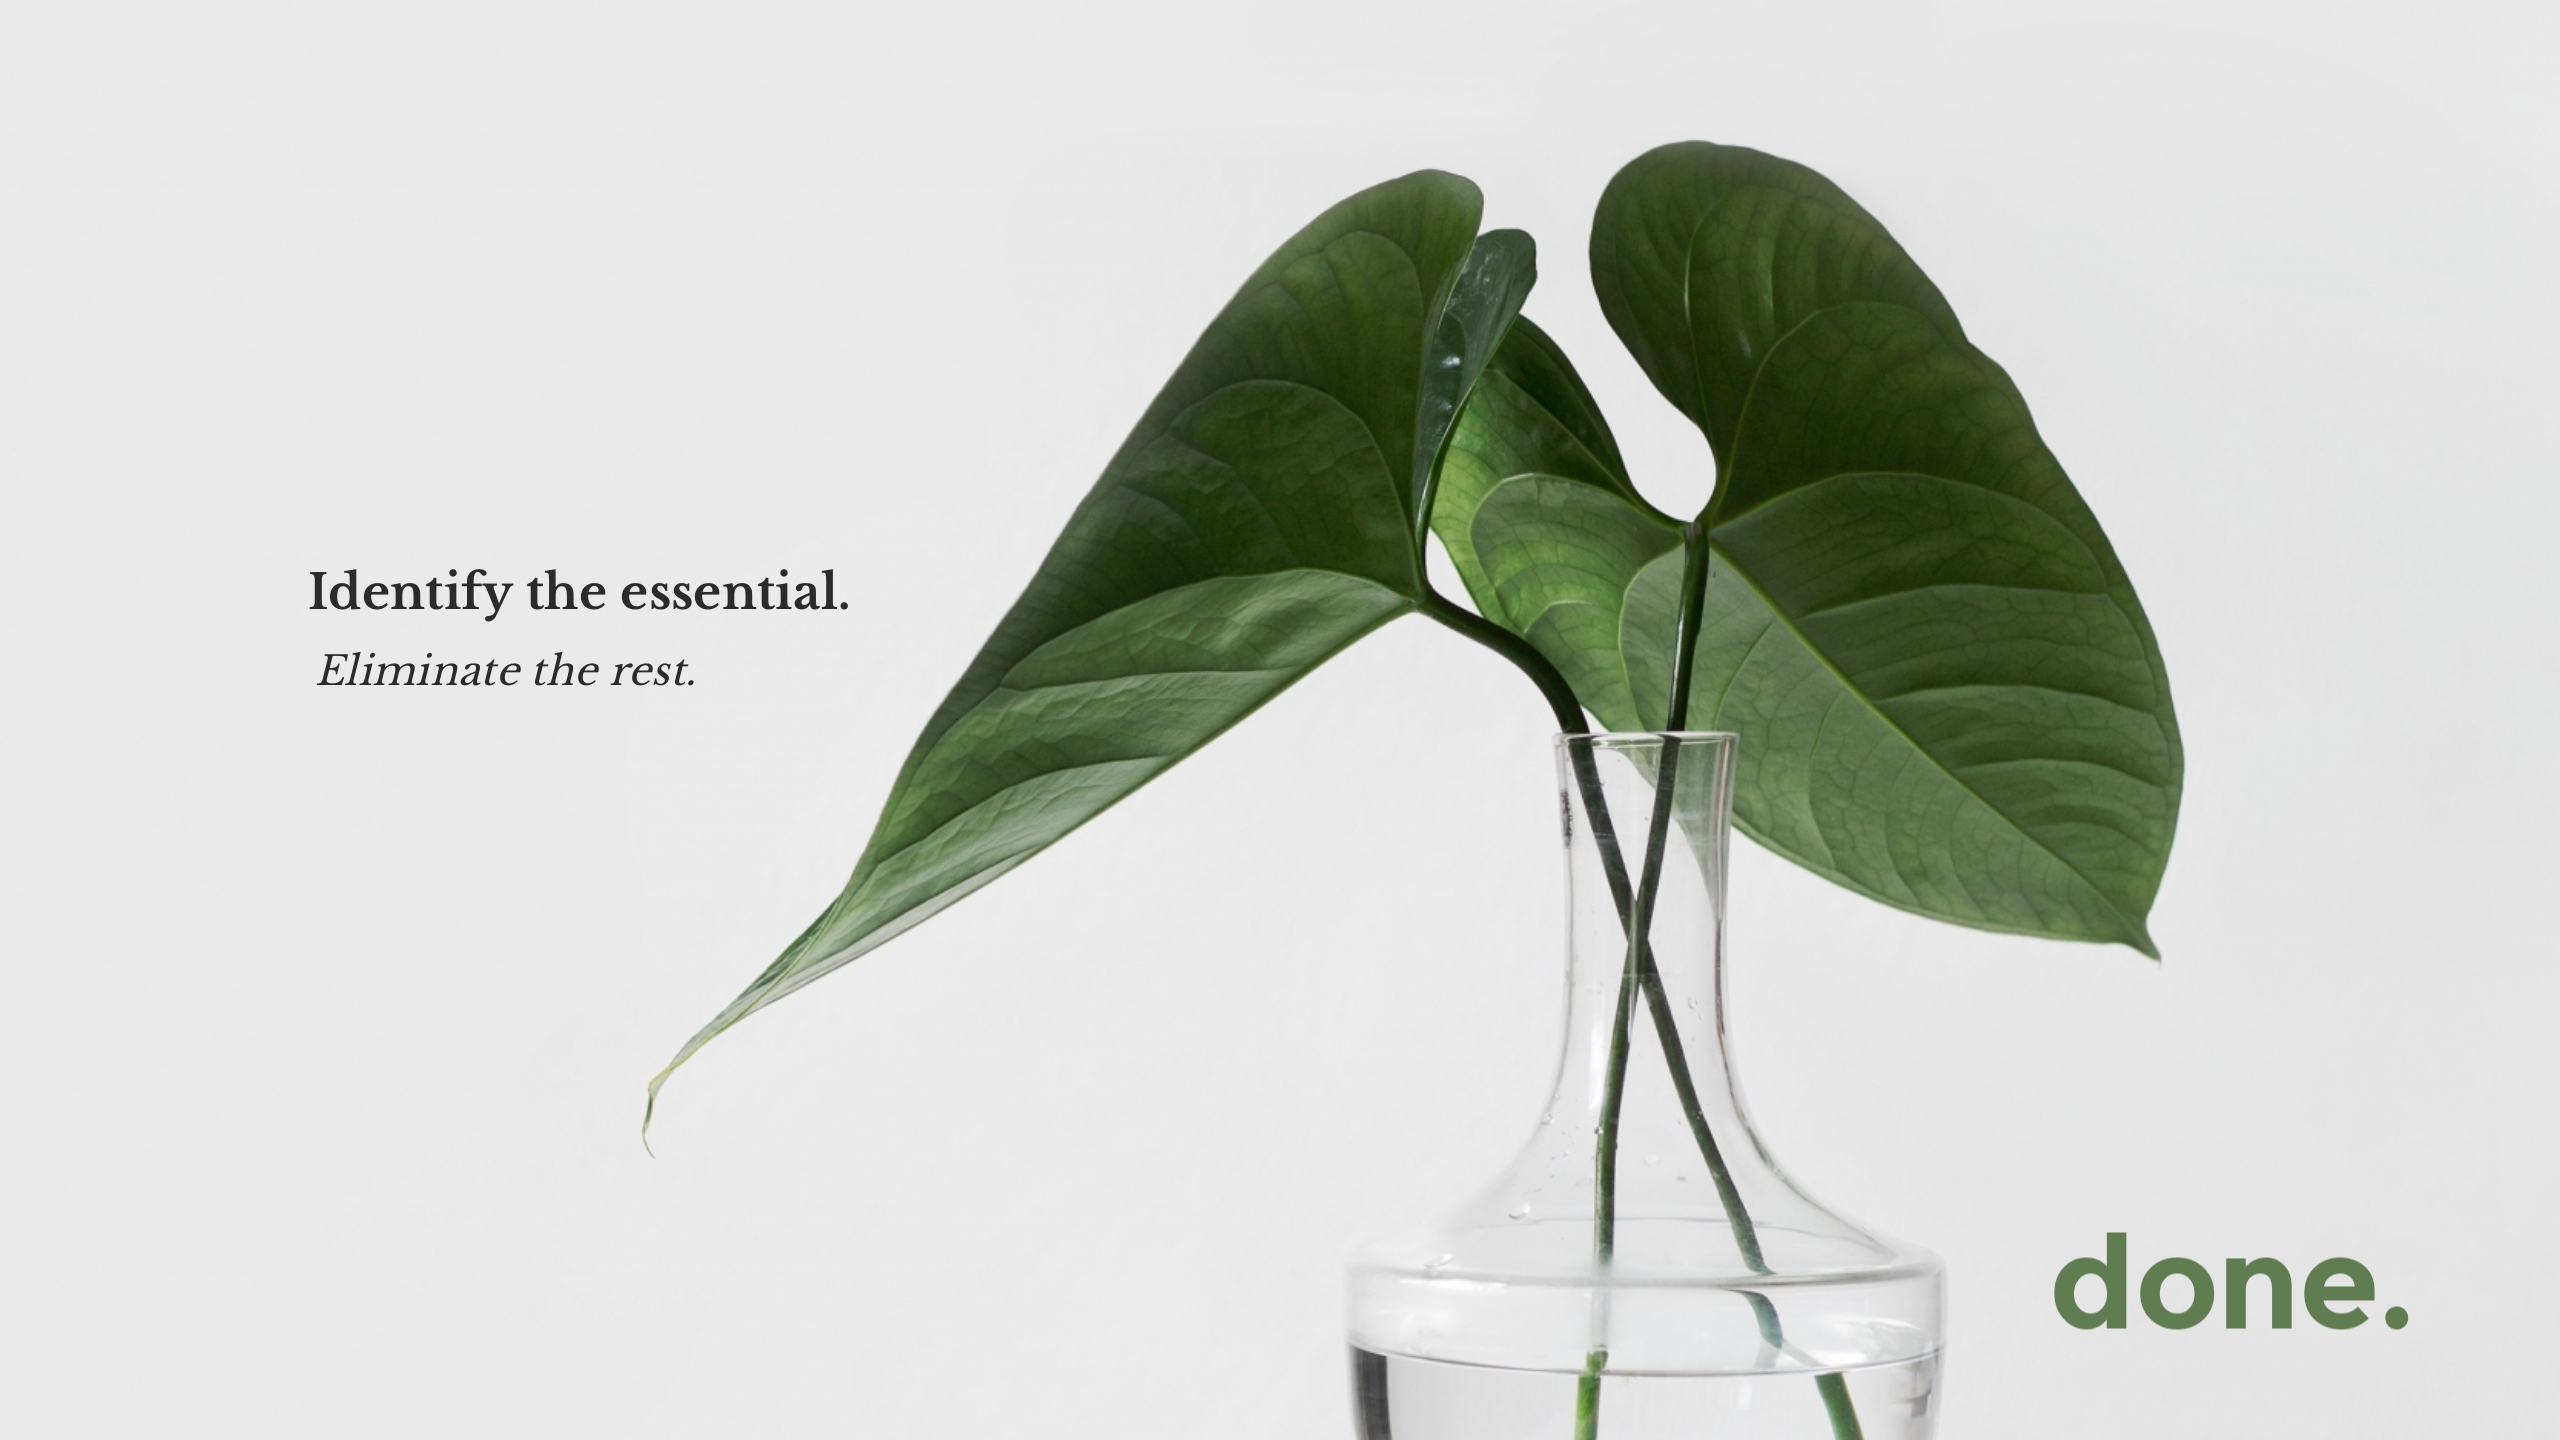 Identify the essential.
Eliminate the rest.
done.